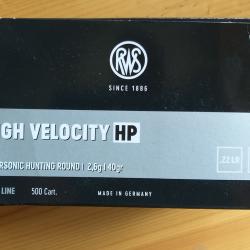 RWS
SINCE 1886
GH VELOCITY HP
ERSONIC HUNTING ROUND | 2,6g | 40gr
.22 LR
LINE 500 Cart.
MADE IN GERMANY